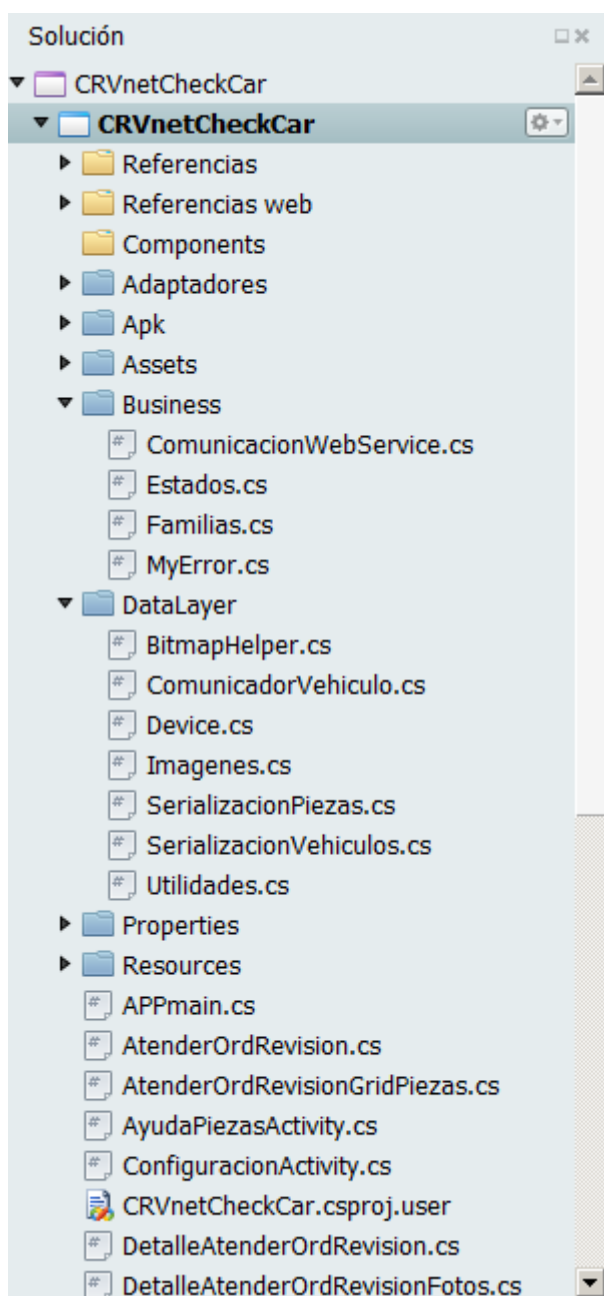 Solución
CRVnetCheckCar
CRVnetCheckCar
Referencias
Referencias web
Components
Adaptadores
Apk
Assets
Business
ComunicacionWebService.cs
Estados.cs
Familias.cs
MyError.cs
DataLayer
BitmapHelper.cs
ComunicadorVehiculo.cs
Device.cs
Imagenes.cs
SerializacionPiezas.cs
SerializacionVehiculos.cs
Utilidades.cs
Properties
Resources
APPmain.cs
AtenderOrdRevision.cs
AtenderOrdRevisionGridPiezas.cs
AyudaPiezasActivity.cs
ConfiguracionActivity.cs
CRVnetCheckCar.csproj.user
DetalleAtenderOrdRevision.cs
DetalleAtenderOrdRevisionFotos.cs